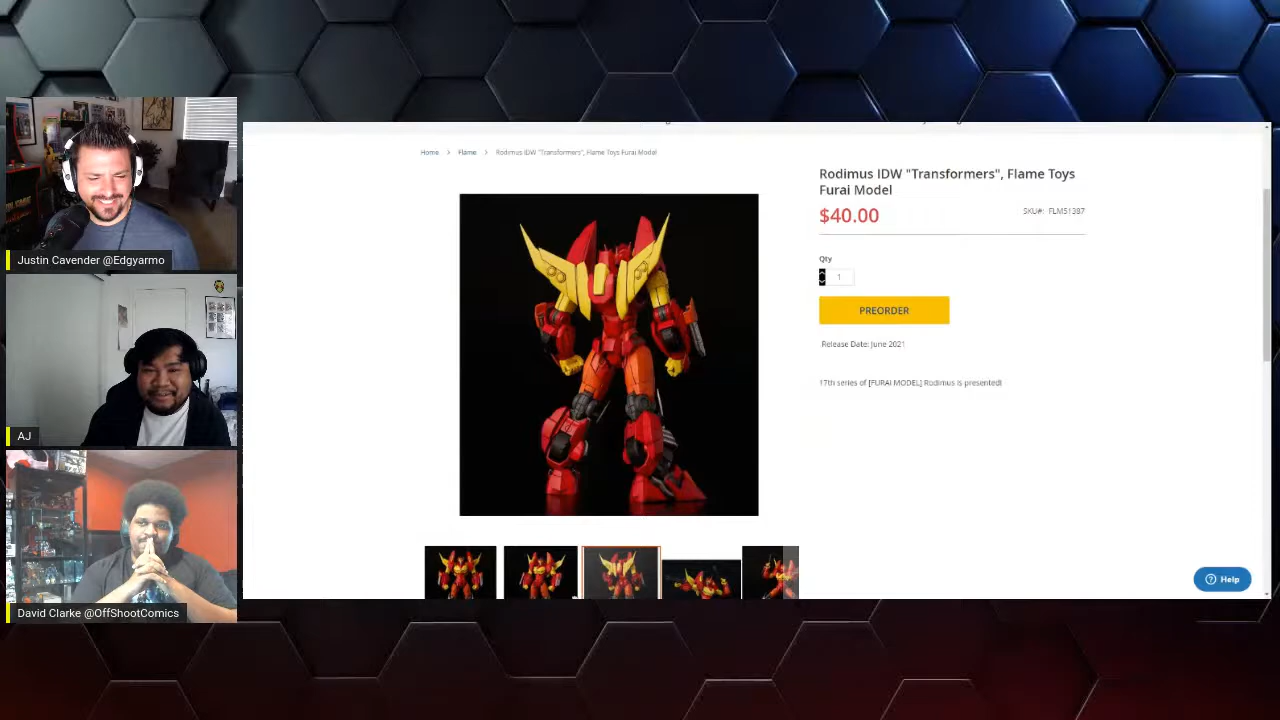 Home > Flame > Rodimus IDW "Transformers", Flame Toys Furai Model
Rodimus IDW "Transformers", Flame Toys
Furai Model
$40.00
SKU#: FLM51387
Qty
1
PREORDER
Release Date: June 2021
17th series of [FURAI MODEL] Rodimus is presented!
Help
Justin Cavender @Edgyarmo
AJ
David Clarke @OffShootComics